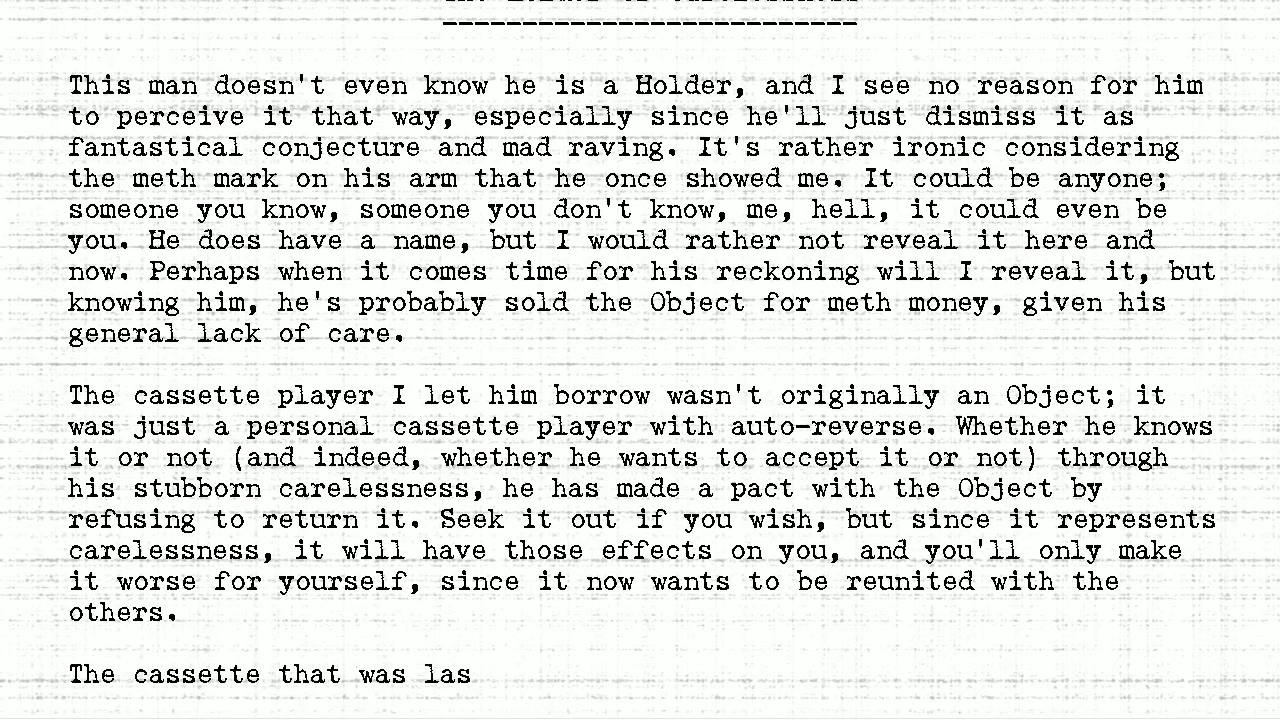 This man doesn't even know he is a Holder, and I see no reason for him
to perceive it that way, especially since he'll just dismiss it as
fantastical conjecture and mad raving. It's rather ironic considering
the meth mark on his arm that he once showed me. It could be anyone;
someone you know, someone you don't know, me, hell, it could even be
you. He does have a name, but I would rather not reveal it here and
now. Perhaps when it comes time for his reckoning will I reveal it, but
knowing him, he's probably sold the Object for meth money, given his
general lack of care.
The cassette player I let him borrow wasn't originally an Object; it
was just a personal cassette player with auto-reverse. Whether he knows
it or not (and indeed, whether he wants to accept it or not) through
his stubborn carelessness, he has made a pact with the Object by
refusing to return it. Seek it out if you wish, but since it represents
carelessness, it will have those effects on you, and you'll only make
it worse for yourself, since it now wants to be reunited with the
others.
The cassette that was las